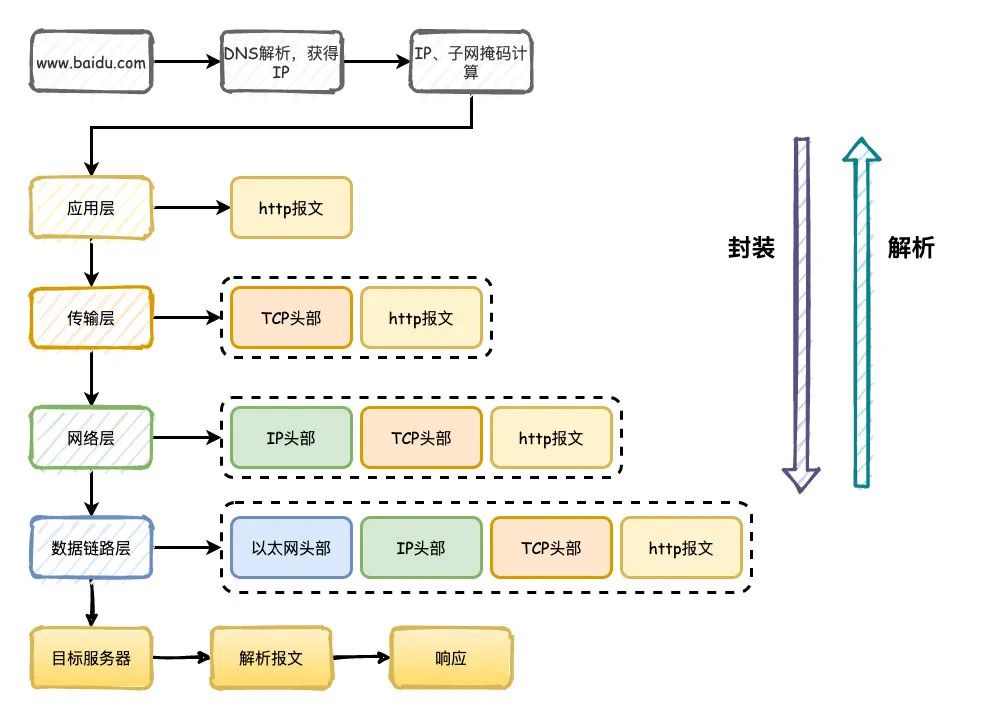 www.baidu.com
DNS解析，获得
IP
IP、子网掩码计
算
应用层
http报文
封装
解析
传输层
TCP头部
http报文
网络层
IP头部
TCP头部
http报文
数据链路层
以太网头部
IP头部
TCP头部
http报文
目标服务器
解析报文
响应